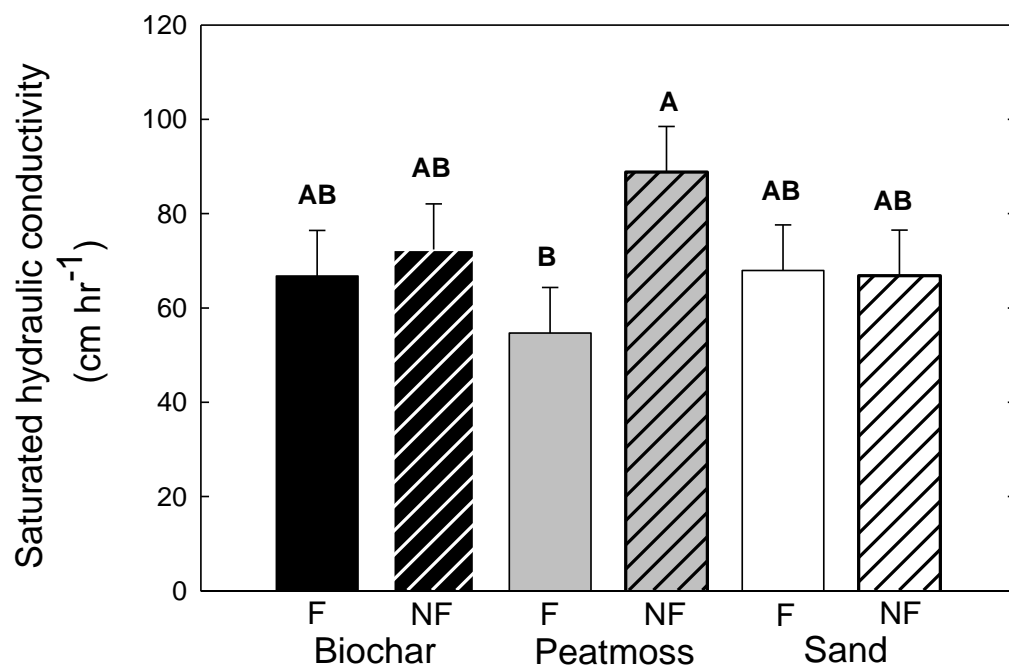 Saturated hydraulic conductivity
(cm hr-1)
120
100
80
60
40
20
0
AB
AB
B
A
AB
AB
F
NF
F
NF
F
NF
Biochar
Peatmoss
Sand